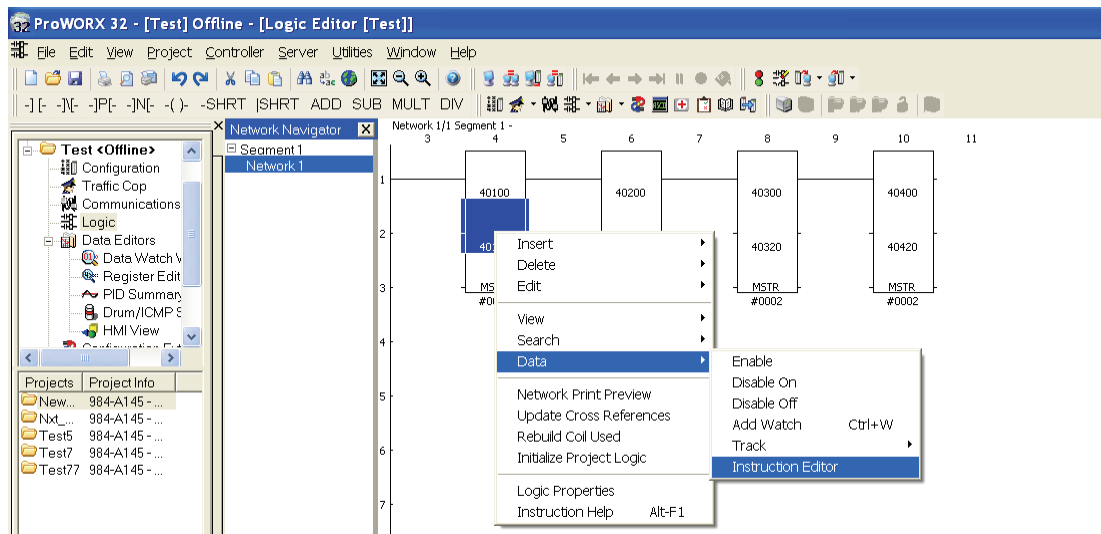 ProWORX 32 - [Test] Offline - [Logic Editor [Test]]
File Edit View Project Controller Server Utilities Window Help
-] [- -]\[- -]P[- -]N[- -( )- -SHRT |SHRT ADD SUB MULT DIV
Test <Offline>
Configuration
Traffic Cop
Communications
Logic
Data Editors
Data Watch
Register Edit
PID Summary
Drum/ICMP
HMI View
Projects Project Info
New... 984-A145 - ...
Nxt_... 984-A145 - ...
Test5 984-A145 - ...
Test7 984-A145 - ...
Test77 984-A145 - ...
Network Navigator
Segment 1
Network 1
Network 1/1 Segment 1 -
3 4 5 6 7 8 9 10 11
1
40100 40200 40300 40400
2
40320 40420
3
MSTR MSTR
#0002 #0002
4
5
6
7
Insert
Delete
Edit
View
Search
Data
Network Print Preview
Update Cross References
Rebuild Coil Used
Initialize Project Logic
Logic Properties
Instruction Help Alt-F1
Enable
Disable On
Disable Off
Add Watch Ctrl+W
Track
Instruction Editor